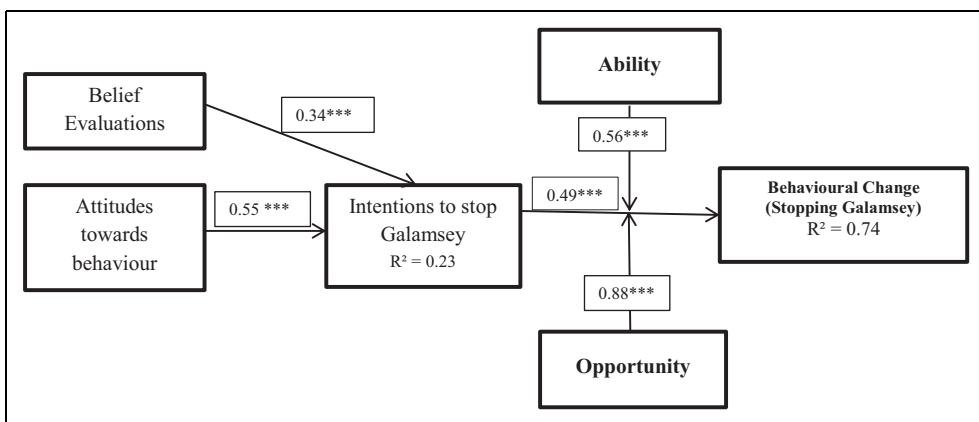 Belief
Evaluations
0.34***
Attitudes
towards
behaviour
0.55 ***
Intentions to stop
Galamsey
R² = 0.23
0.49***
Ability
0.56***
Behavioural Change
(Stopping Galamsey)
R² = 0.74
0.88***
Opportunity